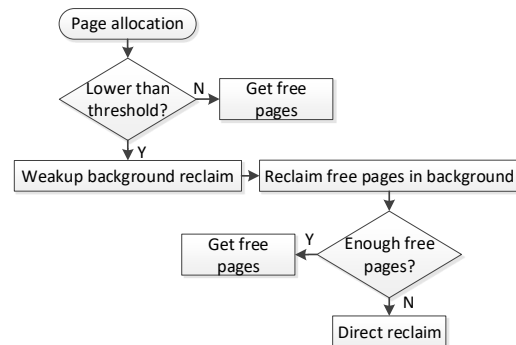 Page allocation
Lower than
threshold?
N
Get free
pages
Y
Weakup background reclaim
Reclaim free pages in background
Get free
pages
Y
Enough free
pages?
N
Direct reclaim